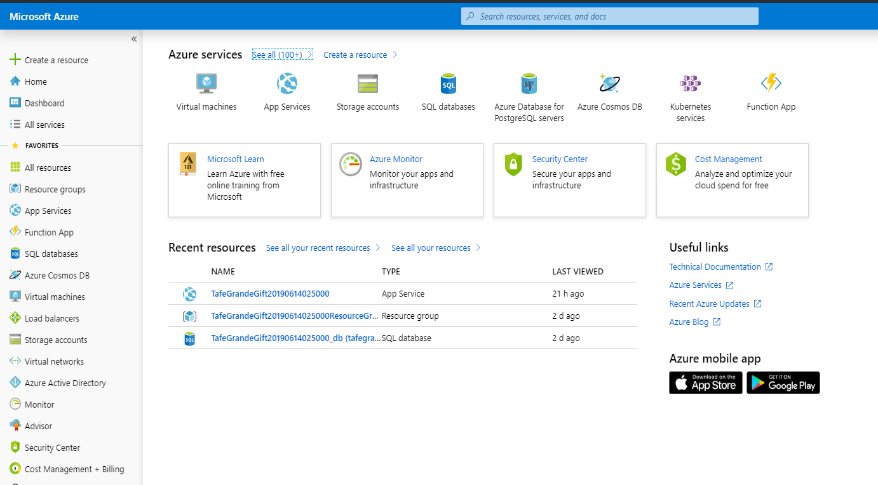 Microsoft Azure
Search resources, services, and docs
«
Create a resource
Home
Dashboard
All services
FAVORITES
All resources
Resource groups
App Services
Function App
SQL databases
Azure Cosmos DB
Virtual machines
Load balancers
Storage accounts
Virtual networks
Azure Active Directory
Monitor
Advisor
Security Center
Cost Management + Billing
Azure services See all (100+) Create a resource
Virtual machines
App Services
Storage accounts
SQL
SQL databases
Azure Database for
PostgreSQL servers
Azure Cosmos DB
Kubernetes
services
Function App
101
Microsoft Learn
Learn Azure with free
online training from
Microsoft
Azure Monitor
Monitor your apps and
infrastructure
Security Center
Secure your apps and
infrastructure
$
Cost Management
Analyze and optimize your
cloud spend for free
Recent resources See all your recent resources See all your resources
NAME TYPE LAST VIEWED
TafeGrandeGift20190614025000 App Service 21 h ago
TafeGrandeGift20190614025000ResourceGr... Resource group 2 d ago
SQL TafeGrandeGift20190614025000_db (tafegra... SQL database 2 d ago
Useful links
Technical Documentation
Azure Services
Recent Azure Updates
Azure Blog
Azure mobile app
Download on the
App Store
GET IT ON
Google Play